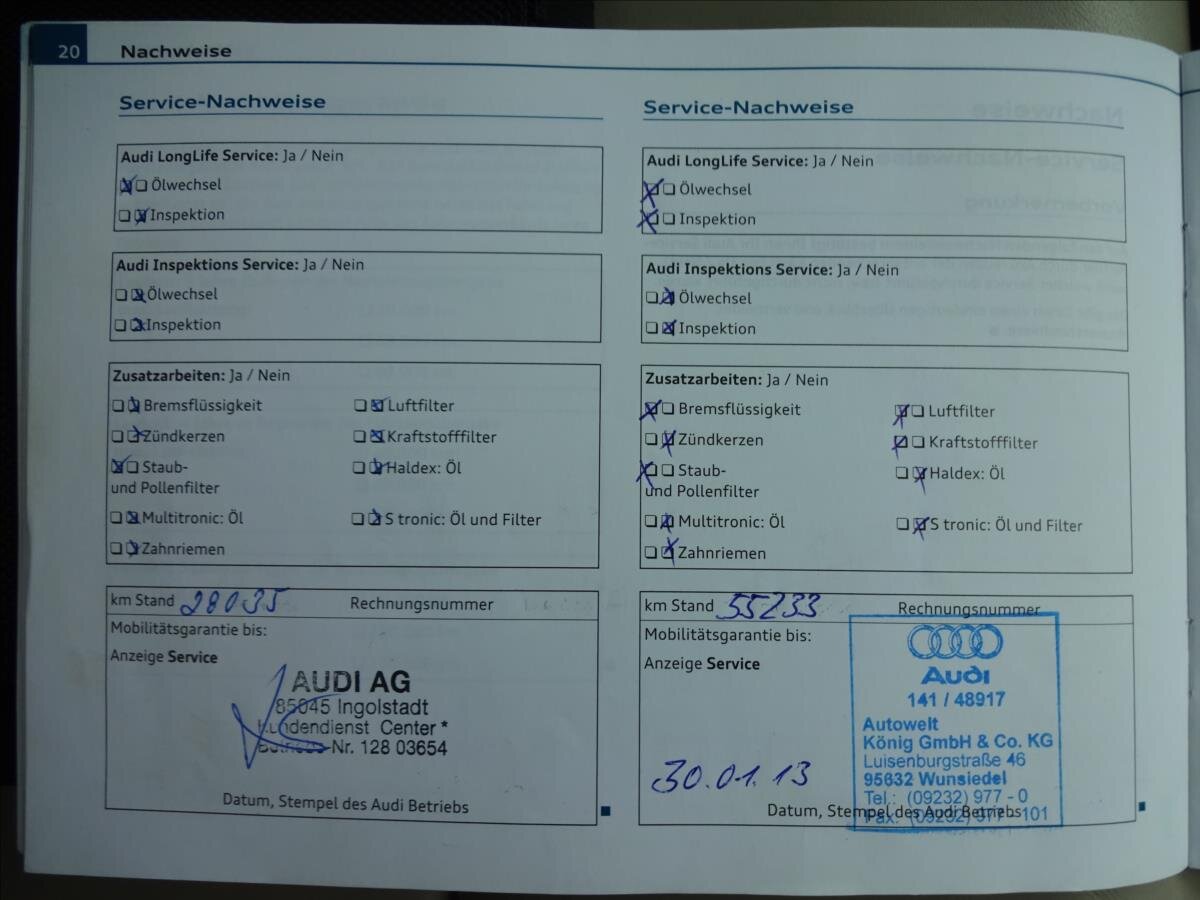 20 Nachweise
Service-Nachweise
Audi LongLife Service: Ja / Nein
Ölwechsel
Inspektion
Audi Inspektions Service: Ja / Nein
Ölwechsel
Inspektion
Zusatzarbeiten: Ja / Nein
Bremsflüssigkeit Luftfilter
Zündkerzen Kraftstofffilter
Staub- Haldex: Öl
und Pollenfilter
Multitronic: Öl S tronic: Öl und Filter
Zahnriemen
km Stand 28035 Rechnungsnummer
Mobilitätsgarantie bis:
Anzeige Service
AUDI AG
85045 Ingolstadt
Kundendienst Center *
Betriebs-Nr. 128 03654
Datum, Stempel des Audi Betriebs
Service-Nachweise
Audi LongLife Service: Ja / Nein
Ölwechsel
Inspektion
Audi Inspektions Service: Ja / Nein
Ölwechsel
Inspektion
Zusatzarbeiten: Ja / Nein
Bremsflüssigkeit Luftfilter
Zündkerzen Kraftstofffilter
Staub- Haldex: Öl
und Pollenfilter
Multitronic: Öl S tronic: Öl und Filter
Zahnriemen
km Stand 55233 Rechnungsnummer
Mobilitätsgarantie bis:
Anzeige Service
Audi
141 / 48917
Autowelt
König GmbH & Co. KG
Luisenburgstraße 46
95632 Wunsiedel
Tel.: (09232) 977 - 0
Fax: (09232) 977 - 101
30.01.13
Datum, Stempel des Audi Betriebs